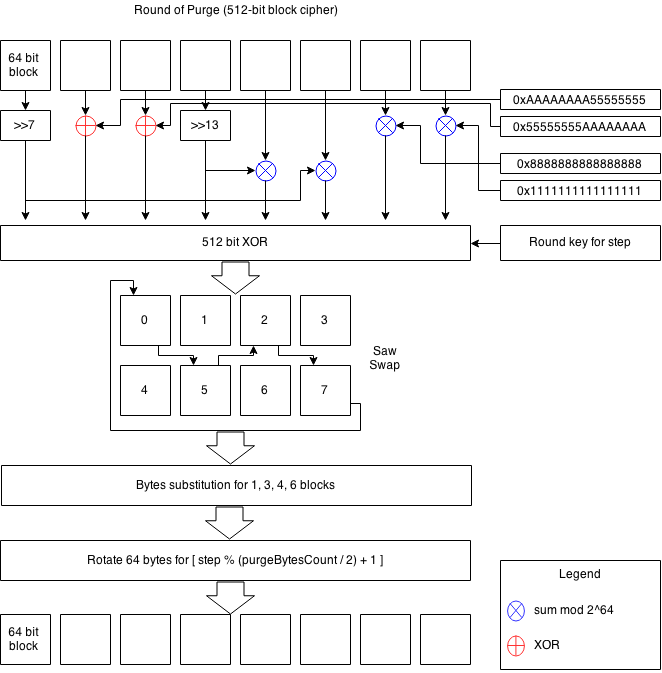 Round of Purge (512-bit block cipher)
64 bit
block
>>7
>>13
0xAAAAAAAA55555555
0x55555555AAAAAAAA
0x8888888888888888
0x1111111111111111
512 bit XOR
Round key for step
0
1
2
3
Saw
Swap
4
5
6
7
Bytes substitution for 1, 3, 4, 6 blocks
Rotate 64 bytes for [ step % (purgeBytesCount / 2) + 1 ]
Legend
sum mod 2^64
XOR
64 bit
block